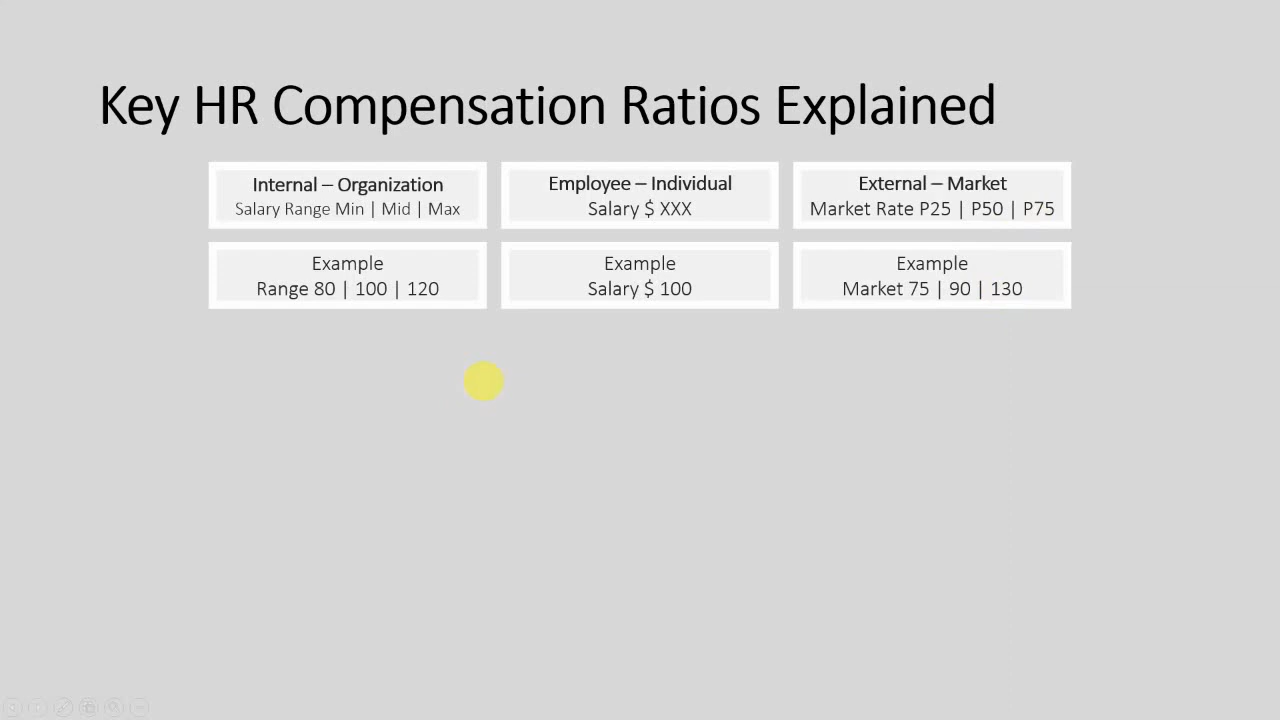 Key HR Compensation Ratios Explained
Internal – Organization
Salary Range Min | Mid | Max
Employee – Individual
Salary $ XXX
External – Market
Market Rate P25 | P50 | P75
Example
Range 80 | 100 | 120
Example
Salary $ 100
Example
Market 75 | 90 | 130